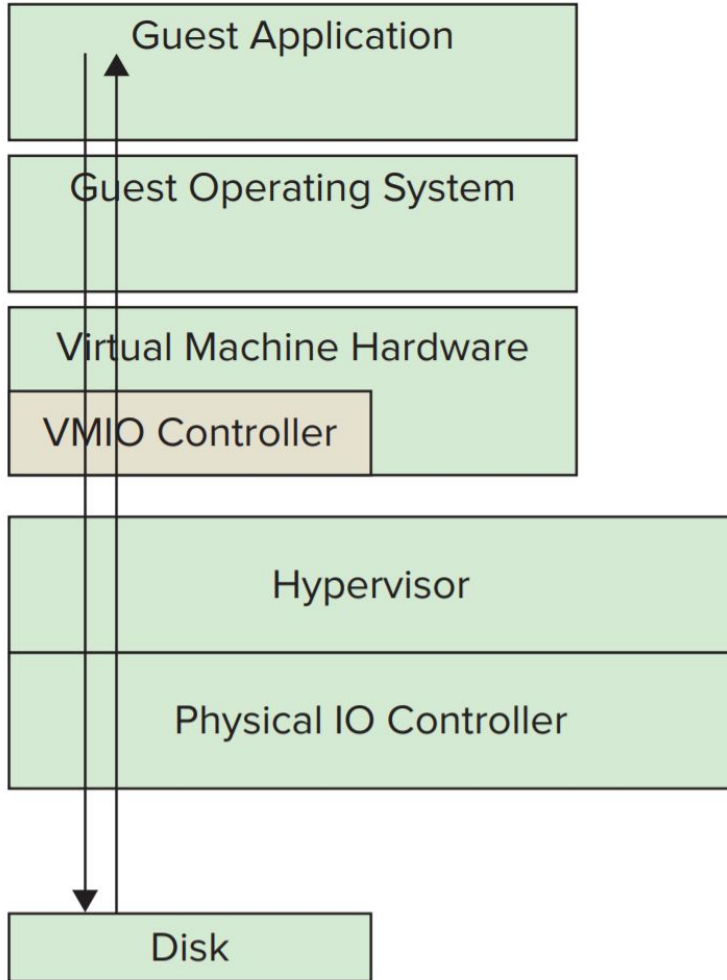 Guest Application
Guest Operating System
Virtual Machine Hardware
VMIO Controller
Hypervisor
Physical IO Controller
Disk